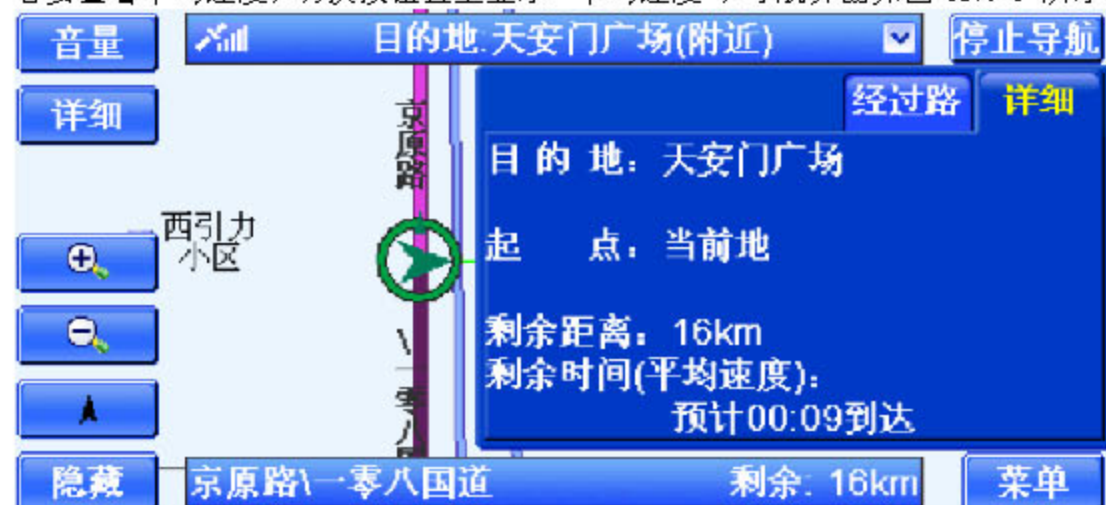 音量
目的地:天安门广场(附近)
停止导航
详细
经过路
详细
京原路
目的地：天安门广场
西引力
小区
起点：当前地
剩余距离：16km
剩余时间(平均速度)：
预计00:09到达
\一零八
隐藏
京原路\一零八国道
剩余: 16km
菜单